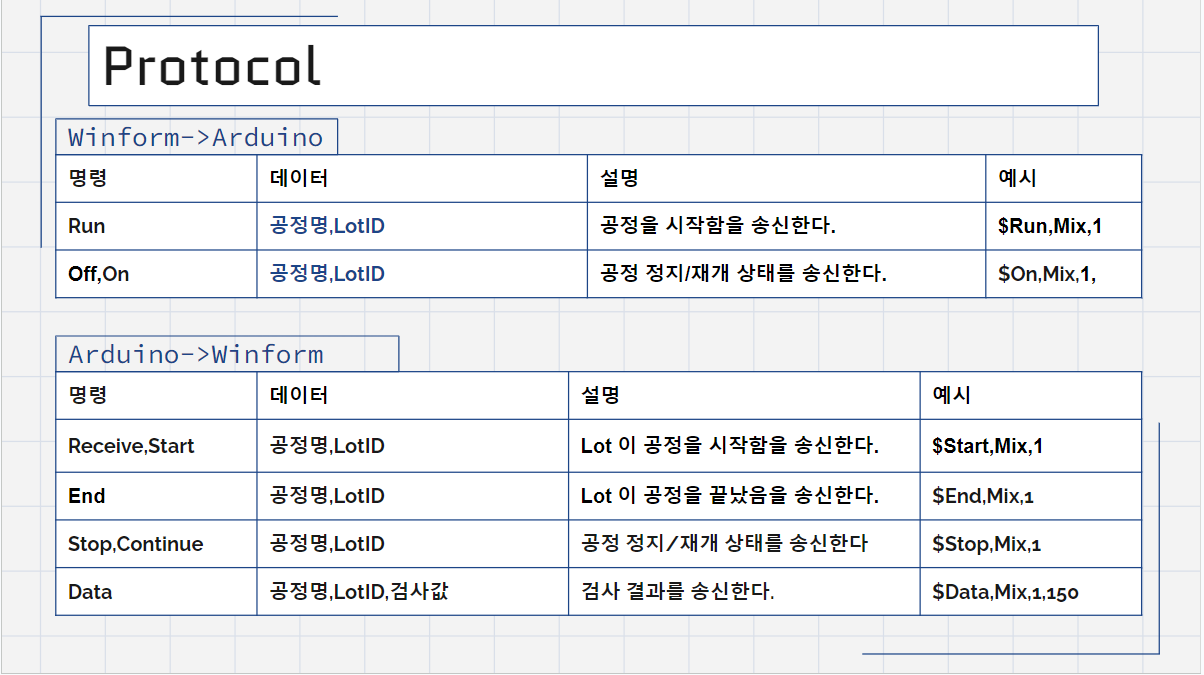 Protocol
Winform->Arduino
명령 데이터 설명 예시
Run 공정명,LotID 공정을 시작함을 송신한다. $Run,Mix,1
Off,On 공정명,LotID 공정 정지/재개 상태를 송신한다. $On,Mix,1,
Arduino->Winform
명령 데이터 설명 예시
Receive,Start 공정명,LotID Lot 이 공정을 시작함을 송신한다. $Start,Mix,1
End 공정명,LotID Lot 이 공정을 끝났음을 송신한다. $End,Mix,1
Stop,Continue 공정명,LotID 공정 정지/재개 상태를 송신한다 $Stop,Mix,1
Data 공정명,LotID,검사값 검사 결과를 송신한다. $Data,Mix,1,150